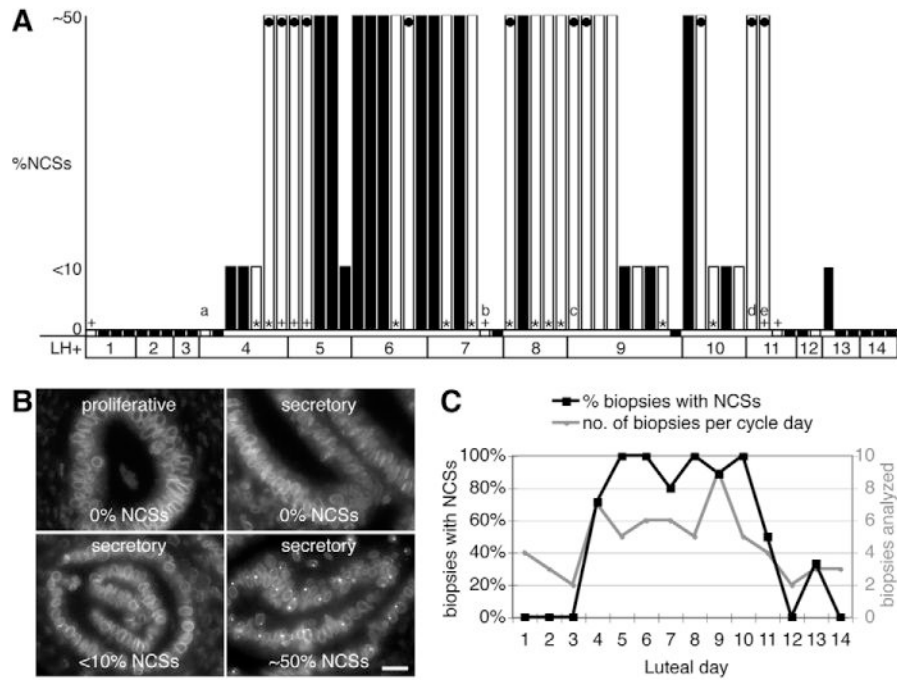 A
~50
%NCSs
<10
0
+ a * * + + + * * * b + * * * * c * * d e + + 
LH+ 1 2 3 4 5 6 7 8 9 10 11 12 13 14
B
proliferative secretory
0% NCSs 0% NCSs
secretory secretory
<10% NCSs ~50% NCSs
C
% biopsies with NCSs
no. of biopsies per cycle day
100% 10
80% 8
60% 6
40% 4
20% 2
0% 0
biopsies with NCSs
biopsies analyzed
1 2 3 4 5 6 7 8 9 10 11 12 13 14
Luteal day